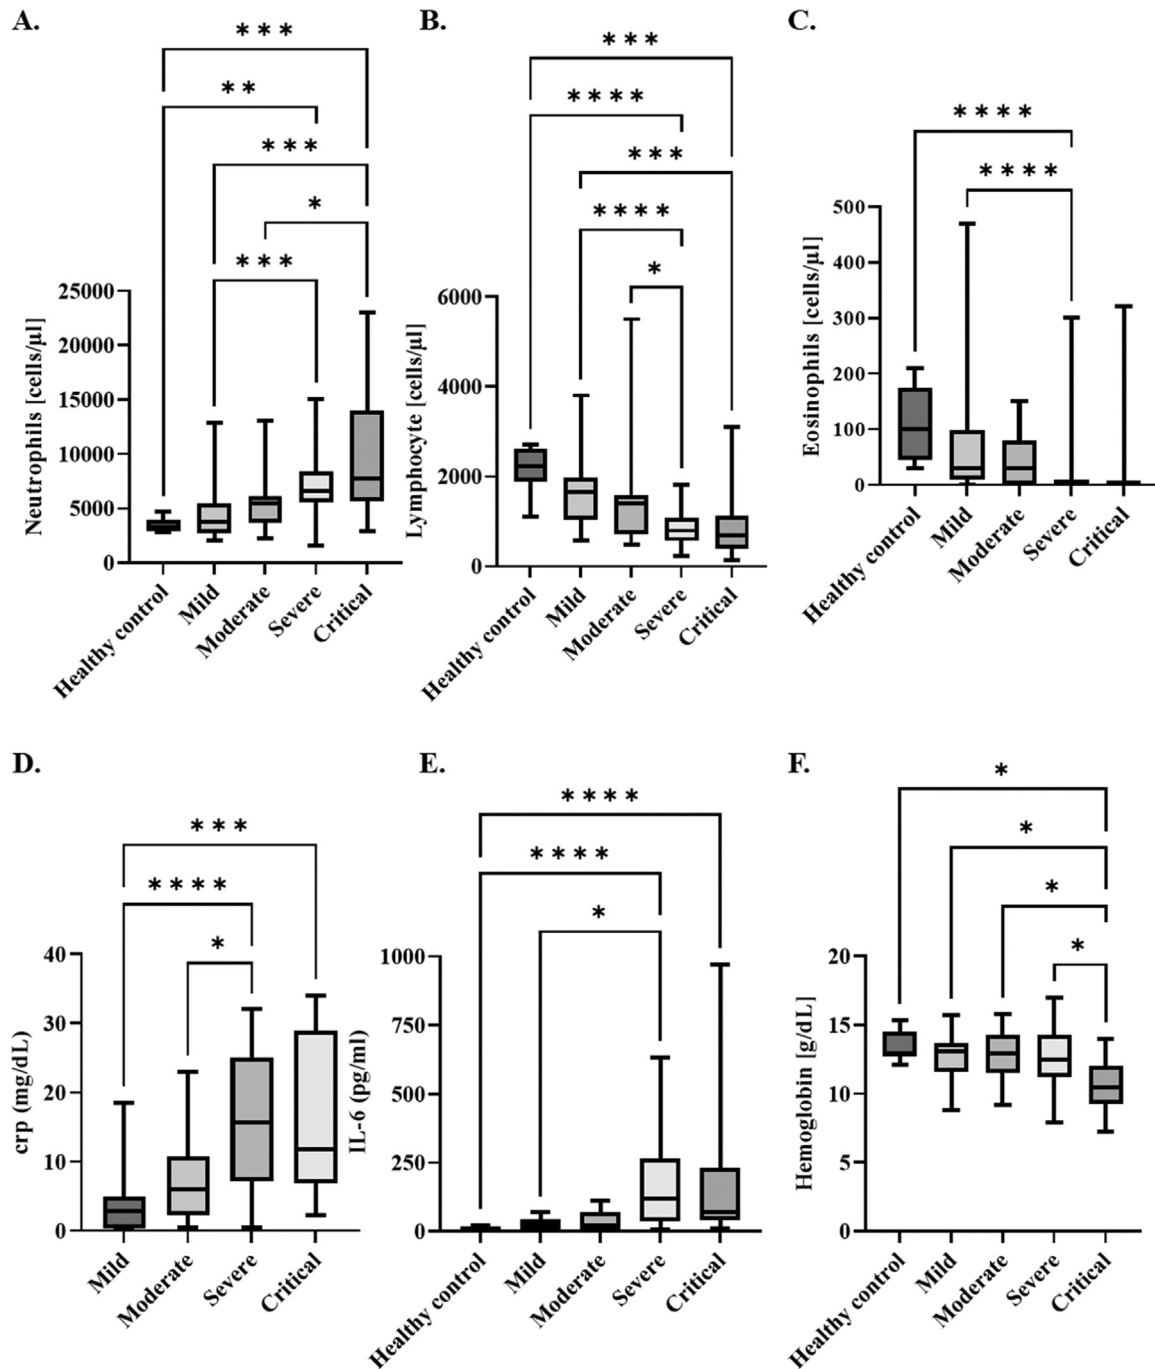 A.
***
**
***
*
***
Neutrophils [cells/µl]
25000
20000
15000
10000
5000
0
Healthy control
Mild
Moderate
Severe
Critical
B.
***
****
***
****
*
Lymphocyte [cells/µl]
6000
4000
2000
0
Healthy control
Mild
Moderate
Severe
Critical
C.
****
****
Eosinophils [cells/µl]
500
400
300
200
100
0
Healthy control
Mild
Moderate
Severe
Critical
D.
***
****
*
crp (mg/dL)
40
30
20
10
0
Mild
Moderate
Severe
Critical
E.
****
****
*
IL-6 (pg/ml)
1000
750
500
250
0
Healthy control
Mild
Moderate
Severe
Critical
F.
*
*
*
*
Hemoglobin [g/dL]
20
15
10
5
0
Healthy control
Mild
Moderate
Severe
Critical